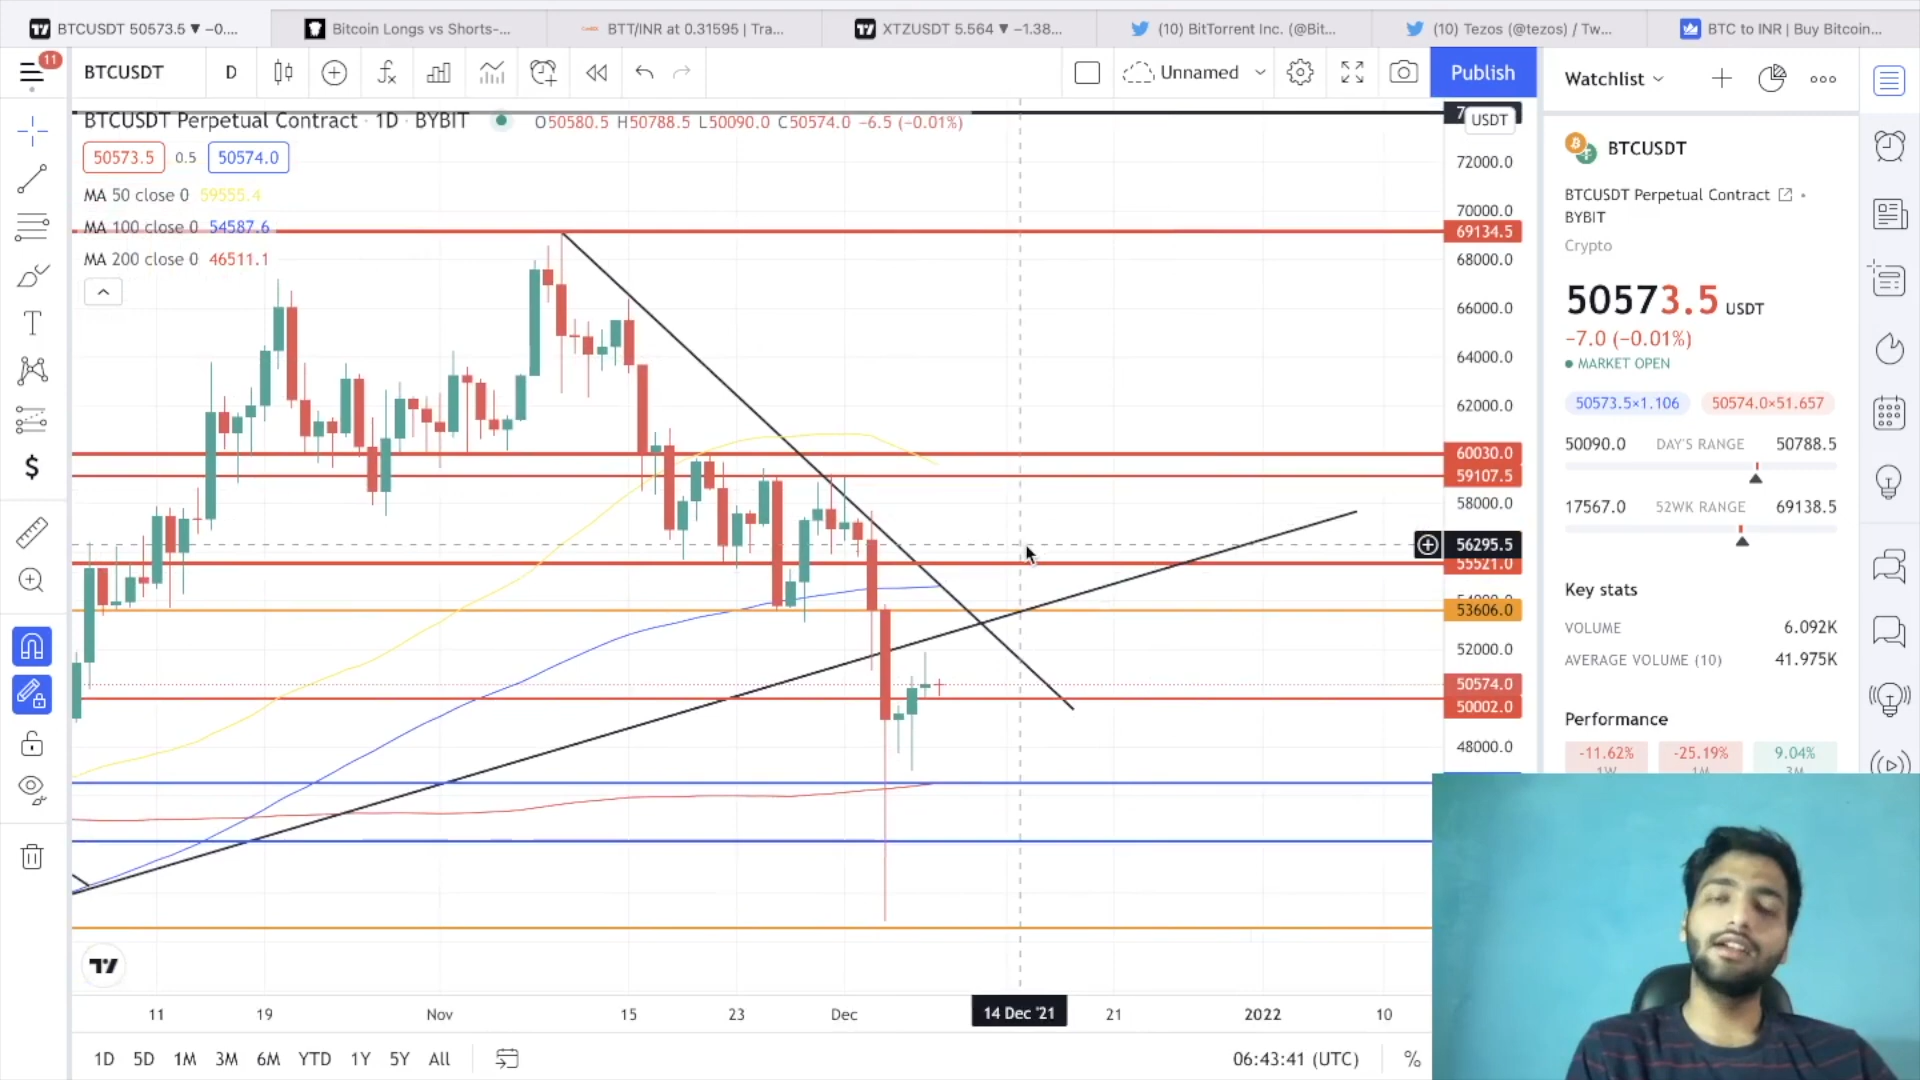 BTCUSDT 50573.5 ▼ −0....
Bitcoin Longs vs Shorts-...
BTT/INR at 0.31595 | Tra...
XTZUSDT 5.564 ▼ −1.38...
(10) BitTorrent Inc. (@Bit...
(10) Tezos (@tezos) / Tw...
BTC to INR | Buy Bitcoin...
11
BTCUSDT
D
Unnamed
Publish
Watchlist
BTCUSDT Perpetual Contract · 1D · BYBIT
O50580.5 H50788.5 L50090.0 C50574.0 −6.5 (−0.01%)
USDT
50573.5 0.5 50574.0
MA 50 close 0 59555.4
MA 100 close 0 54587.6
MA 200 close 0 46511.1
72000.0
70000.0
69134.5
68000.0
66000.0
64000.0
62000.0
60030.0
59107.5
58000.0
56295.5
55521.0
54000.0
53606.0
52000.0
50574.0
50002.0
48000.0
BTCUSDT
BTCUSDT Perpetual Contract
BYBIT
Crypto
50573.5 USDT
−7.0 (−0.01%)
MARKET OPEN
50573.5×1.106 50574.0×51.657
50090.0 DAY'S RANGE 50788.5
17567.0 52WK RANGE 69138.5
Key stats
VOLUME 6.092K
AVERAGE VOLUME (10) 41.975K
Performance
-11.62% -25.19% 9.04%
1W 1M 3M
11 19 Nov 15 23 Dec 14 Dec '21 21 2022 10
1D 5D 1M 3M 6M YTD 1Y 5Y All
06:43:41 (UTC) %